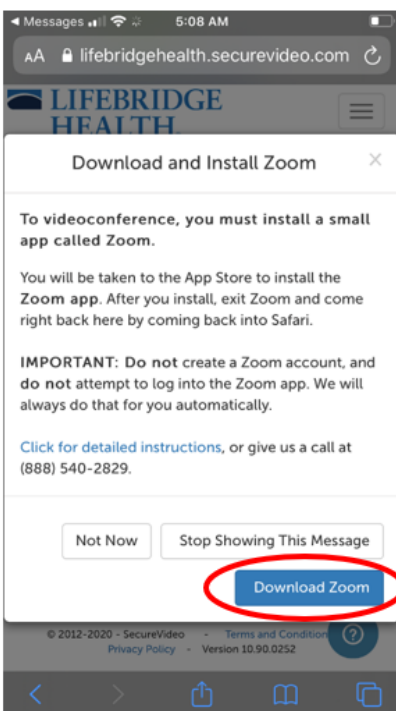 Messages 5:08 AM
AA lifebridgehealth.securevideo.com
LIFEBRIDGE
HEALTH.
Download and Install Zoom ×
To videoconference, you must install a small
app called Zoom.
You will be taken to the App Store to install the
Zoom app. After you install, exit Zoom and come
right back here by coming back into Safari.
IMPORTANT: Do not create a Zoom account, and
do not attempt to log into the Zoom app. We will
always do that for you automatically.
Click for detailed instructions, or give us a call at
(888) 540-2829.
Not Now Stop Showing This Message
Download Zoom
© 2012-2020 - SecureVideo - Terms and Condition ?
Privacy Policy - Version 10.90.0252